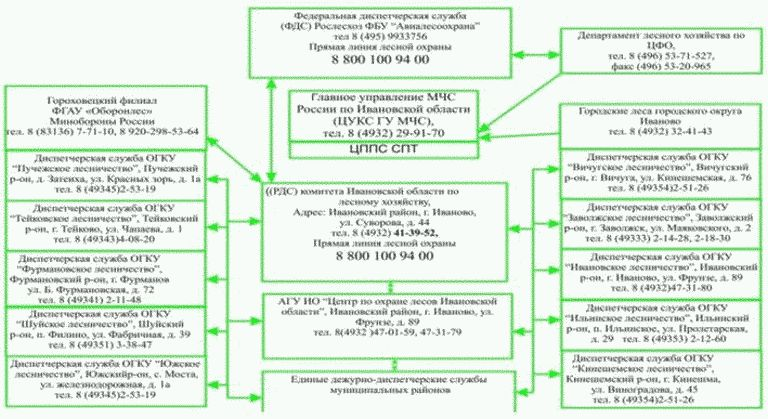 Федеральная диспетчерская служба
(ФДС) Рослесхоз ФБУ "Авиалесоохрана"
тел 8 (495) 9933756
Прямая линия лесной охраны
8 800 100 94 00
Департамент лесного хозяйства по
ЦФО,
тел. 8 (496) 53-71-527,
факс (496) 53-20-965
Гороховецкий филиал
ФГАУ «Оборонлес»
Минобороны России
тел. 8 (83136) 7-71-10, 8 920-298-53-64
Главное управление МЧС
России по Ивановской области
(ЦУКС ГУ МЧС),
тел. 8 (4932) 29-91-70
ЦППС СПТ
Городские леса городского округа
Иваново
тел. 8 (4932) 32-41-43
Диспетчерская служба ОГКУ
"Пучежское лесничество", Пучежский
р-он, д. Затеиха, ул. Красных зорь, д. 1а
тел. 8 (49345)2-53-19
Диспетчерская служба ОГКУ
"Тейковское лесничество", Тейковский
р-он, г. Тейково, ул. Чапаева, д. 1
тел. 8 (49343)4-08-20
Диспетчерская служба ОГКУ
"Фурмановское лесничество",
Фурмановский р-он, г. Фурманов
ул. Б. Фурмановская, д. 72
тел. 8 (49341) 2-11-48
Диспетчерская служба ОГКУ
"Шуйское лесничество", Шуйский
р-он, п. Филино, ул. Фабричная, д. 39
тел. 8 (49351) 3-38-47
Диспетчерская служба ОГКУ "Южское
лесничество", Южскийр-он, с. Моста,
ул. железнодорожная, д. 1а
тел. 8 (49345)2-53-19
((РДС) комитета Ивановской области по
лесному хозяйству,
Адрес: Ивановский район, г. Иваново,
ул. Суворова, д. 44
тел. 8 (4932) 41-39-52,
Прямая линия лесной охраны
8 800 100 94 00
АГУ ИО "Центр по охране лесов Ивановской
области", Ивановский район, г. Иваново, ул.
Фрунзе, д. 89
тел. 8(4932 )47-01-59, 47-31-79
Единые дежурно-диспетчерские службы
муниципальных районов
Диспетчерская служба ОГКУ
"Вичугское лесничество", Вичугский
р-он, г. Вичуга, ул. Кинешемская, д. 76
тел. 8 (49354)2-51-26
Диспетчерская служба ОГКУ
"Заволжское лесничество", Заволжский
р-он, г. Заволжск, ул. Маяковского, д. 2
тел. 8 (49333) 2-14-28, 2-18-30
Диспетчерская служба ОГКУ
"Ивановское лесничество", Ивановский
р-он, г. Иваново, ул. Фрунзе, д. 89
тел. 8 (4932)47-31-80
Диспетчерская служба ОГКУ
"Ильинское лесничество", Ильинский
р-он, п. Ильинское, ул. Пролетарская,
д. 29 тел. 8 (49353) 2-12-60
Диспетчерская служба ОГКУ
"Кинешемское лесничество",
Кинешемский р-он, г. Кинешма,
ул. Виноградова, д. 45
тел. 8 (49354)2-51-26